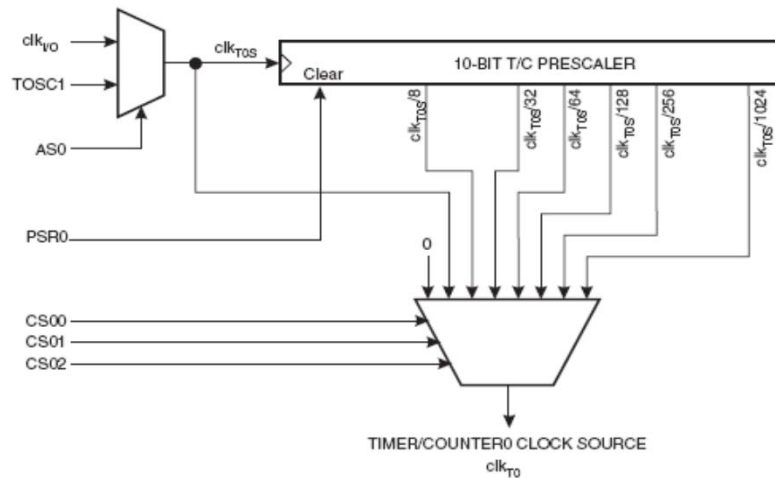 clkI/O
clkT0S
10-BIT T/C PRESCALER
Clear
TOSC1
clkT0S/8
clkT0S/32
clkT0S/64
clkT0S/128
clkT0S/256
clkT0S/1024
AS0
PSR0
0
CS00
CS01
CS02
TIMER/COUNTER0 CLOCK SOURCE
clkT0